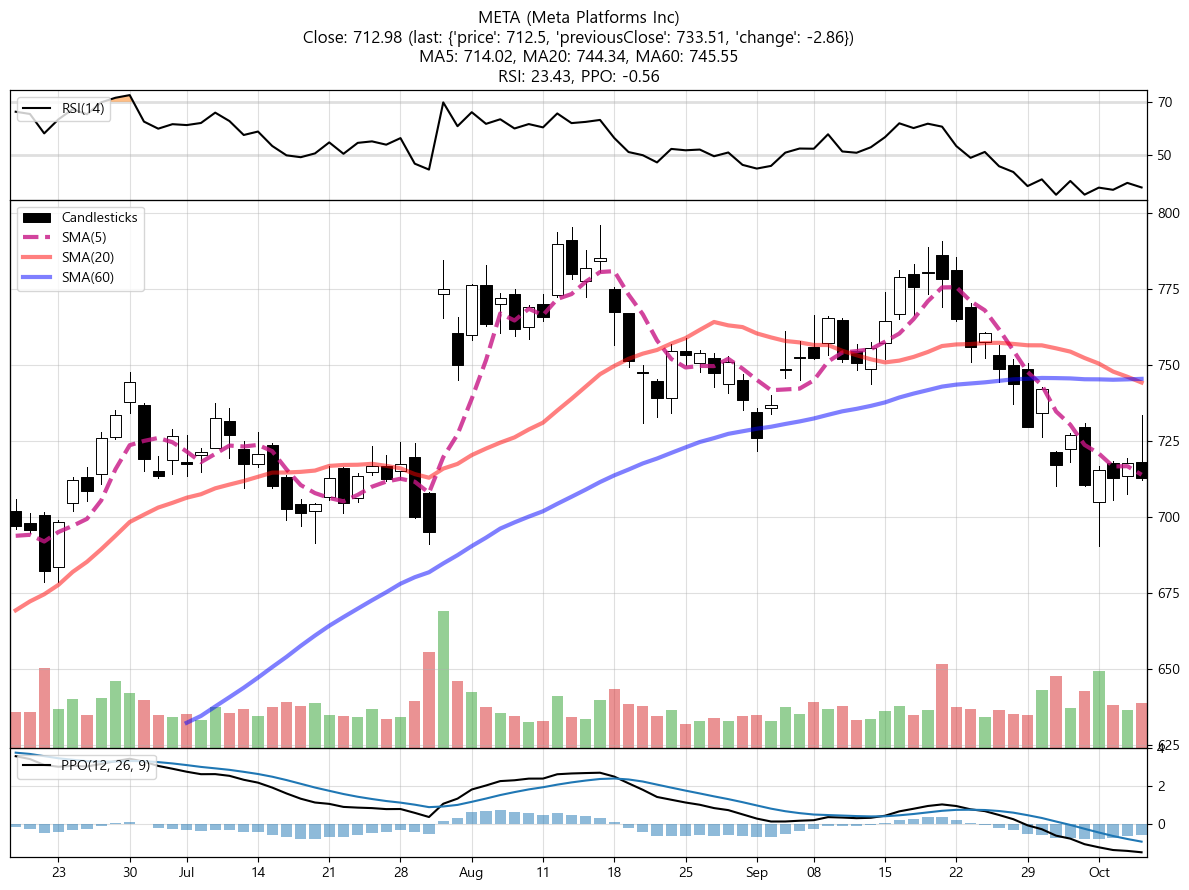 META (Meta Platforms Inc)
Close: 712.98 (last: {'price': 712.5, 'previousClose': 733.51, 'change': -2.86})
MA5: 714.02, MA20: 744.34, MA60: 745.55
RSI: 23.43, PPO: -0.56
RSI(14)
70
50
Candlesticks
SMA(5)
SMA(20)
SMA(60)
800
775
750
725
700
675
650
625
PPO(12, 26, 9)
4
2
0
23 30 Jul 14 21 28 Aug 11 18 25 Sep 08 15 22 29 Oct